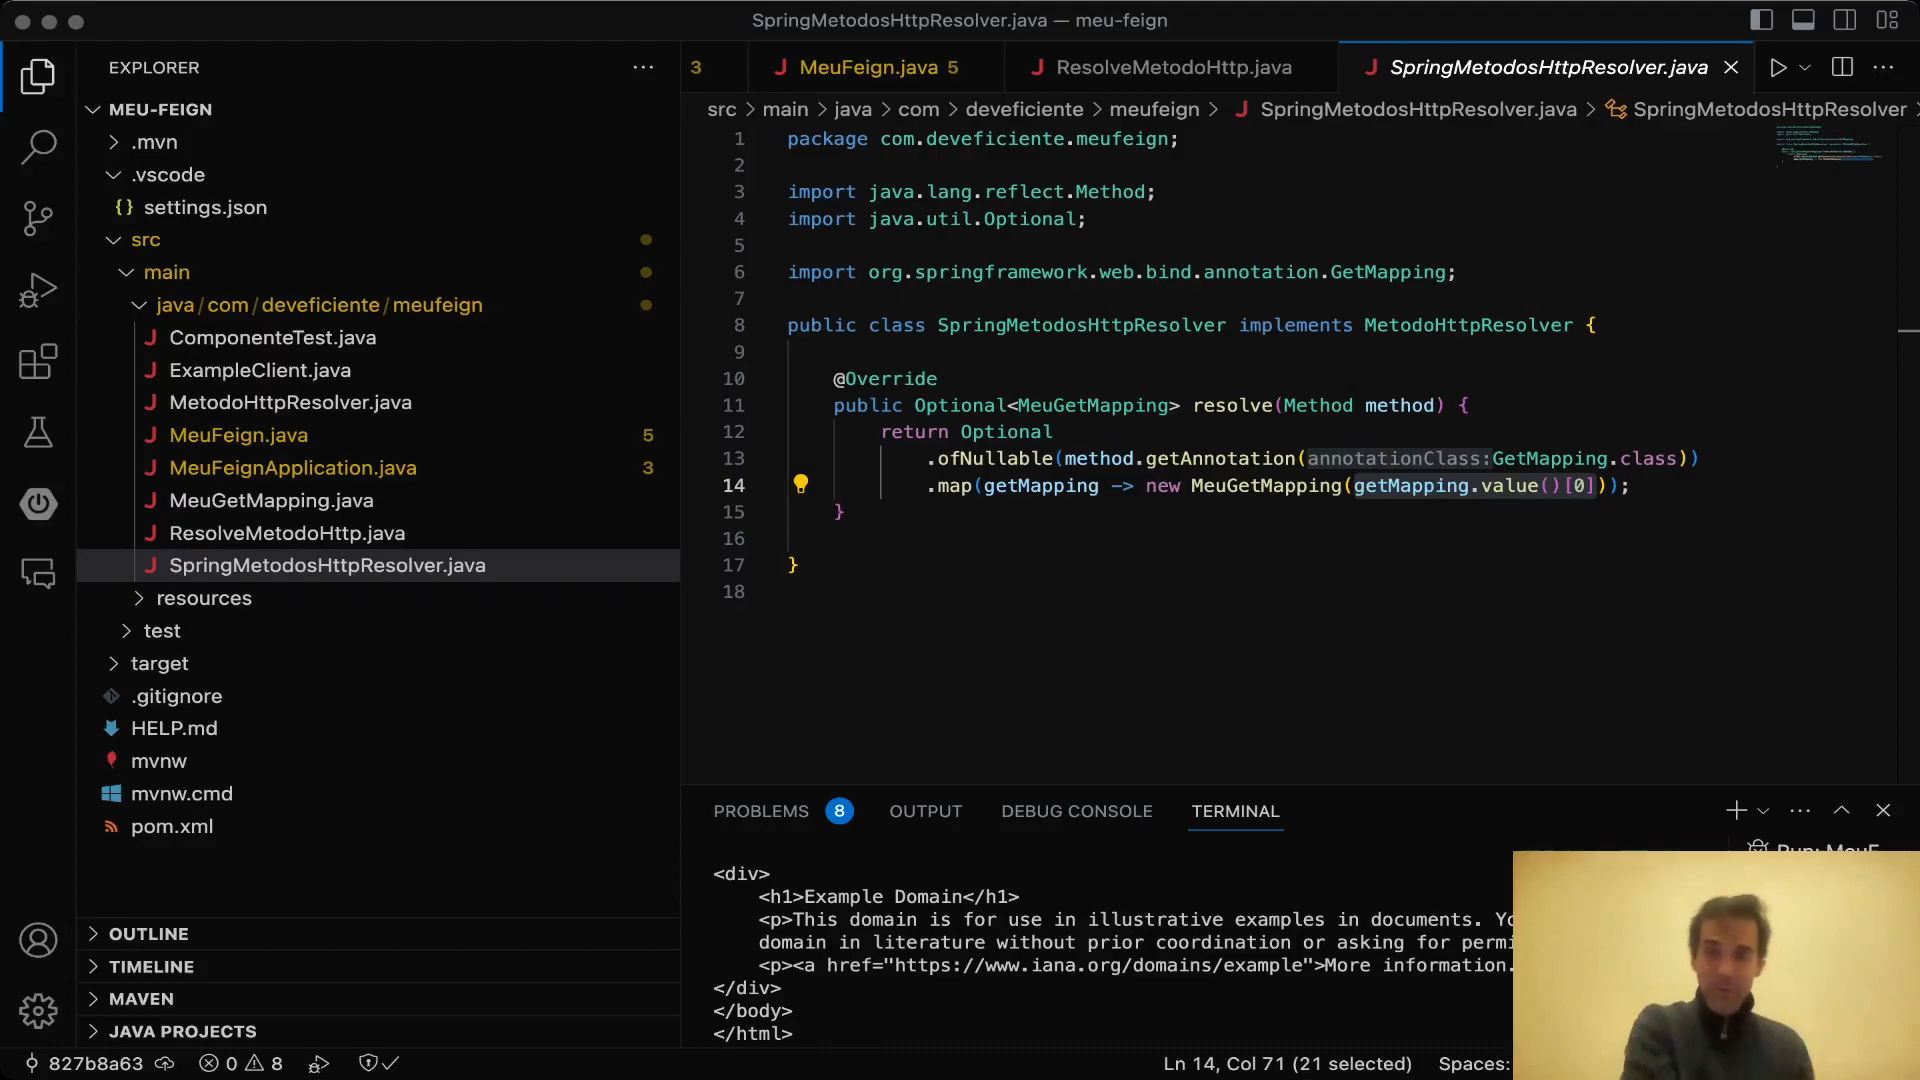 SpringMetodosHttpResolver.java — meu-feign
EXPLORER
MEU-FEIGN
.mvn
.vscode
{} settings.json
src
main
java / com / deveficiente / meufeign
J ComponenteTest.java
J ExampleClient.java
J MetodoHttpResolver.java
J MeuFeign.java 5
J MeuFeignApplication.java 3
J MeuGetMapping.java
J ResolveMetodoHttp.java
J SpringMetodosHttpResolver.java
resources
test
target
.gitignore
HELP.md
mvnw
mvnw.cmd
pom.xml
OUTLINE
TIMELINE
MAVEN
JAVA PROJECTS
3 J MeuFeign.java 5 J ResolveMetodoHttp.java J SpringMetodosHttpResolver.java
src > main > java > com > deveficiente > meufeign > J SpringMetodosHttpResolver.java > SpringMetodosHttpResolver >
1 package com.deveficiente.meufeign;
2
3 import java.lang.reflect.Method;
4 import java.util.Optional;
5
6 import org.springframework.web.bind.annotation.GetMapping;
7
8 public class SpringMetodosHttpResolver implements MetodoHttpResolver {
9
10 @Override
11 public Optional<MeuGetMapping> resolve(Method method) {
12 return Optional
13 .ofNullable(method.getAnnotation(annotationClass:GetMapping.class))
14 .map(getMapping -> new MeuGetMapping(getMapping.value()[0]));
15 }
16
17 }
18
PROBLEMS 8 OUTPUT DEBUG CONSOLE TERMINAL
<div>
<h1>Example Domain</h1>
<p>This domain is for use in illustrative examples in documents.
domain in literature without prior coordination or asking for
<p><a href="https://www.iana.org/domains/example">More information.
</div>
</body>
</html>
827b8a63 0 8 Ln 14, Col 71 (21 selected) Spaces: